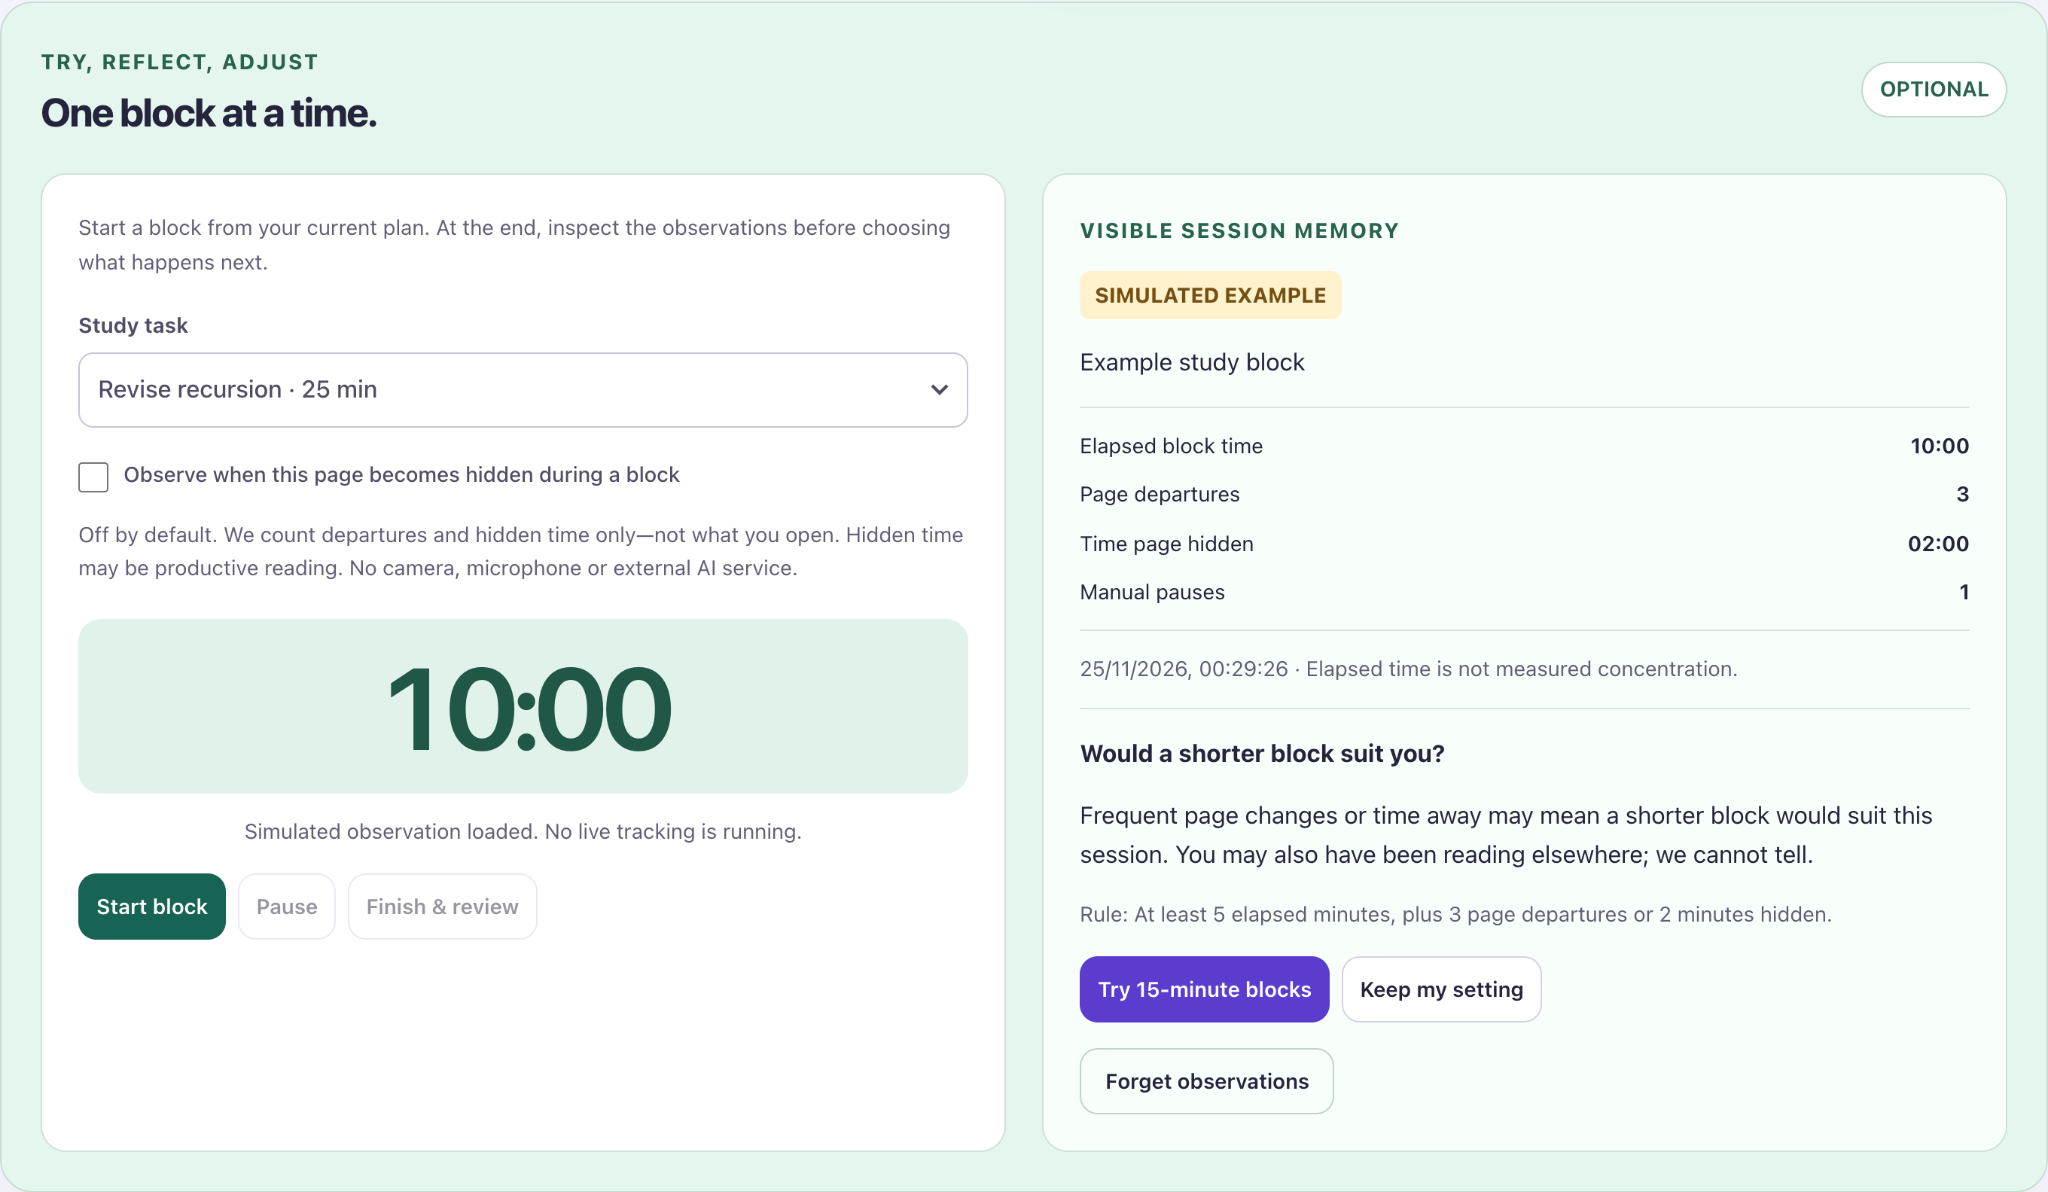 TRY, REFLECT, ADJUST
One block at a time.
OPTIONAL
Start a block from your current plan. At the end, inspect the observations before choosing
what happens next.
Study task
Revise recursion · 25 min
Observe when this page becomes hidden during a block
Off by default. We count departures and hidden time only—not what you open. Hidden time
may be productive reading. No camera, microphone or external AI service.
10:00
Simulated observation loaded. No live tracking is running.
Start block
Pause
Finish & review
VISIBLE SESSION MEMORY
SIMULATED EXAMPLE
Example study block
Elapsed block time 10:00
Page departures 3
Time page hidden 02:00
Manual pauses 1
25/11/2026, 00:29:26 · Elapsed time is not measured concentration.
Would a shorter block suit you?
Frequent page changes or time away may mean a shorter block would suit this
session. You may also have been reading elsewhere; we cannot tell.
Rule: At least 5 elapsed minutes, plus 3 page departures or 2 minutes hidden.
Try 15-minute blocks
Keep my setting
Forget observations